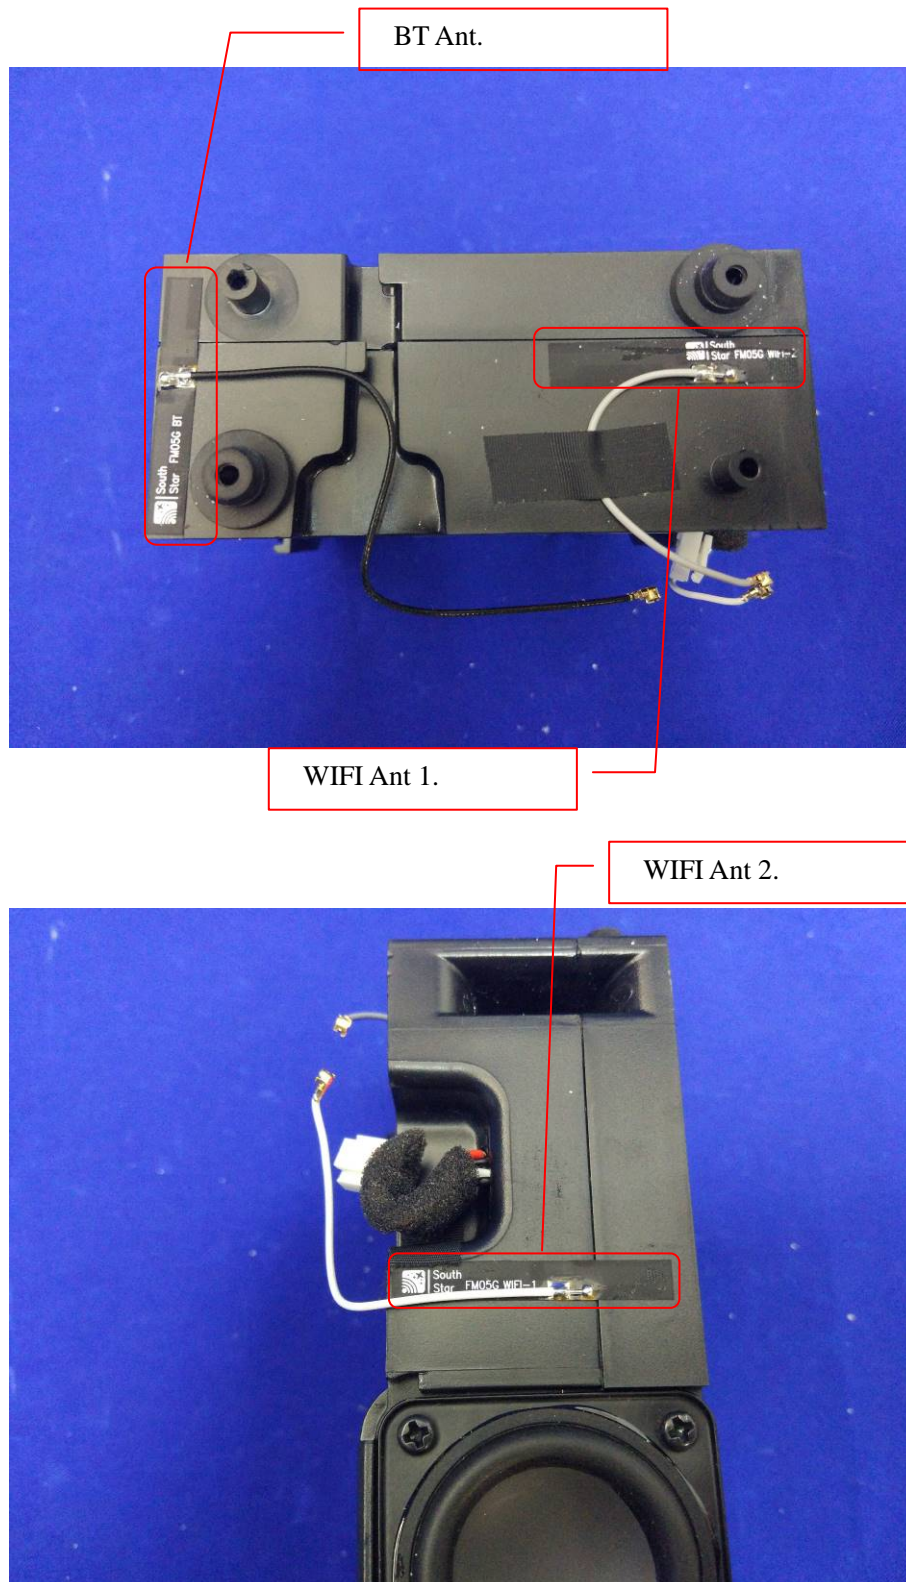 BT Ant.
South
Star FM05G WIFI-2
South
Star FM05G BT
WIFI Ant 1.
WIFI Ant 2.
South
Star FM05G WIFI-1